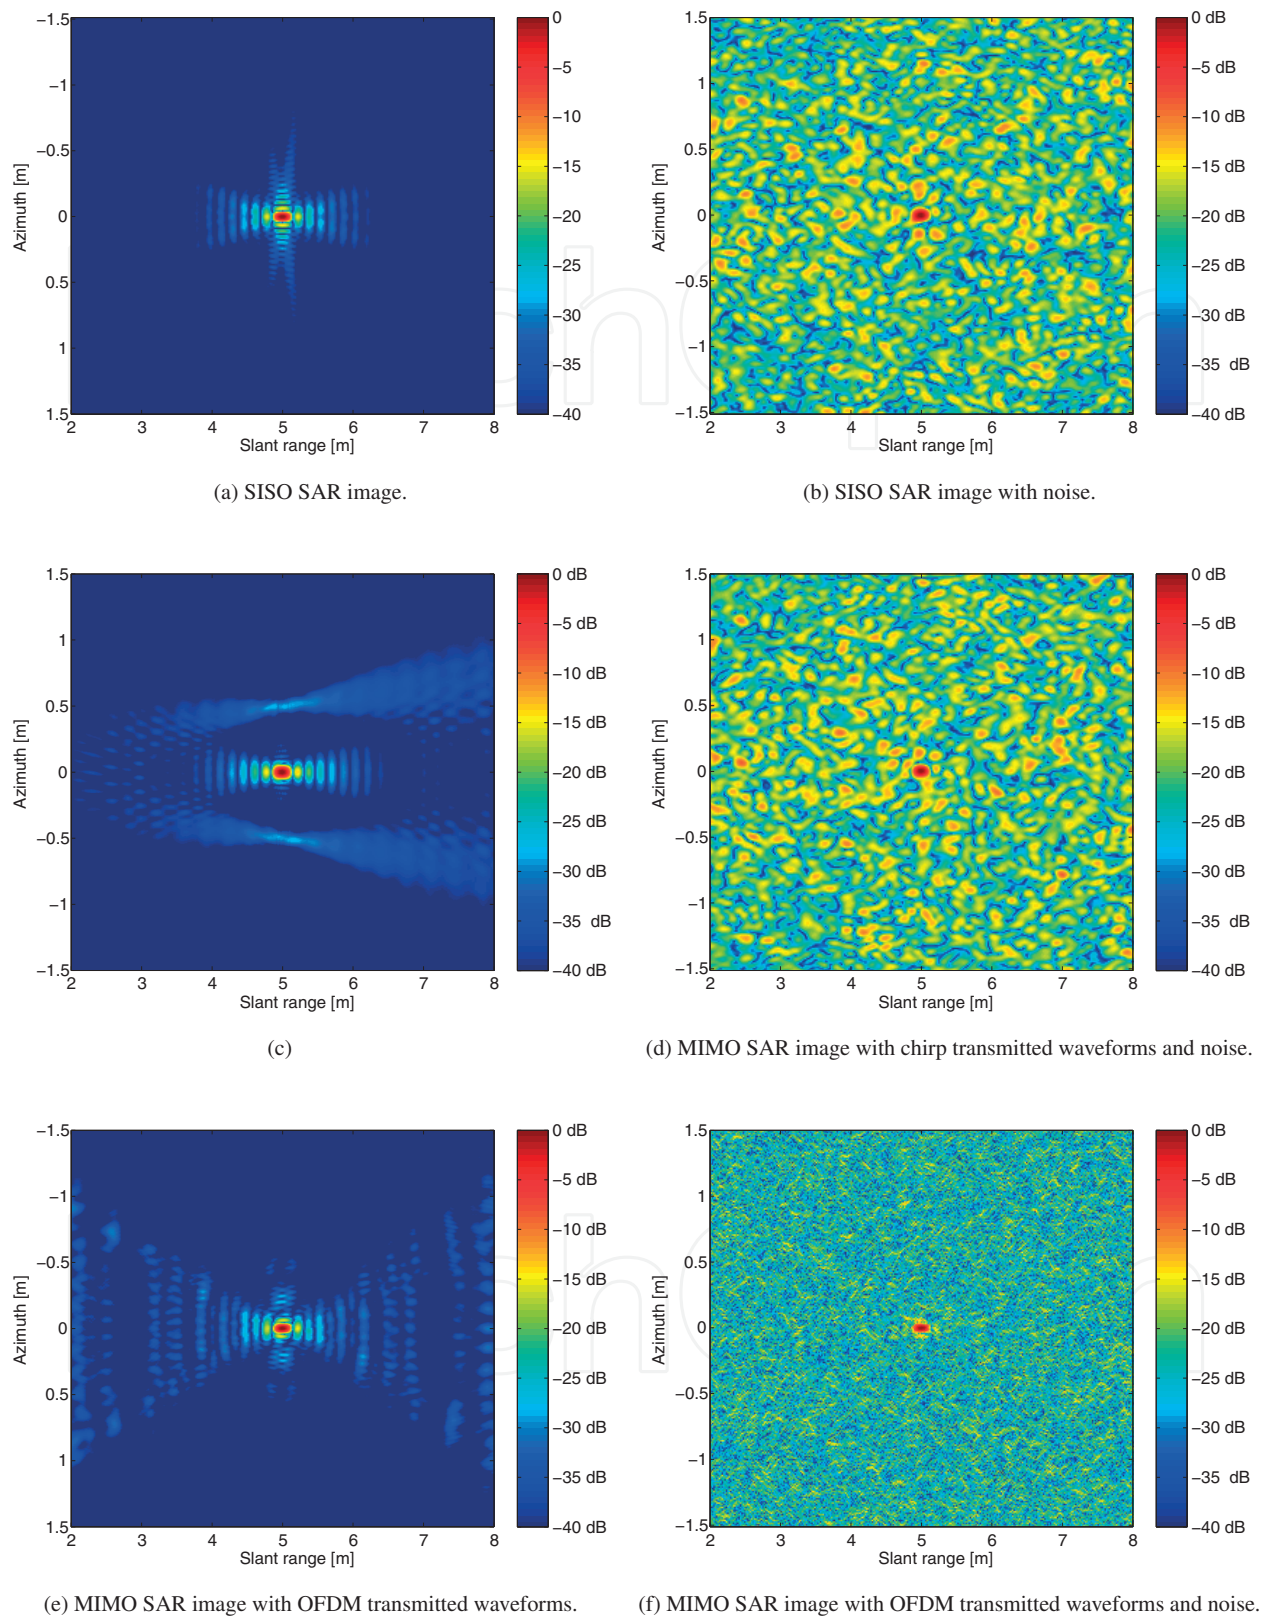 −1.5
−1
−0.5
0
0.5
1
1.5
Azimuth [m]
2 3 4 5 6 7 8
Slant range [m]
0
−5
−10
−15
−20
−25
−30
−35
−40
(a) SISO SAR image.
1.5
1
0.5
0
−0.5
−1
−1.5
Azimuth [m]
2 3 4 5 6 7 8
Slant range [m]
0 dB
−5 dB
−10 dB
−15 dB
−20 dB
−25 dB
−30 dB
−35 dB
−40 dB
(b) SISO SAR image with noise.
1.5
1
0.5
0
−0.5
−1
−1.5
Azimuth [m]
2 3 4 5 6 7 8
Slant range [m]
0 dB
−5 dB
−10 dB
−15 dB
−20 dB
−25 dB
−30 dB
−35 dB
−40 dB
(c)
1.5
1
0.5
0
−0.5
−1
−1.5
Azimuth [m]
2 3 4 5 6 7 8
Slant range [m]
0 dB
−5 dB
−10 dB
−15 dB
−20 dB
−25 dB
−30 dB
−35 dB
−40 dB
(d) MIMO SAR image with chirp transmitted waveforms and noise.
−1.5
−1
−0.5
0
0.5
1
1.5
Azimuth [m]
2 3 4 5 6 7 8
Slant range [m]
0 dB
−5 dB
−10 dB
−15 dB
−20 dB
−25 dB
−30 dB
−35 dB
−40 dB
(e) MIMO SAR image with OFDM transmitted waveforms.
1.5
1
0.5
0
−0.5
−1
−1.5
Azimuth [m]
2 3 4 5 6 7 8
Slant range [m]
0 dB
−5 dB
−10 dB
−15 dB
−20 dB
−25 dB
−30 dB
−35 dB
−40 dB
(f) MIMO SAR image with OFDM transmitted waveforms and noise.